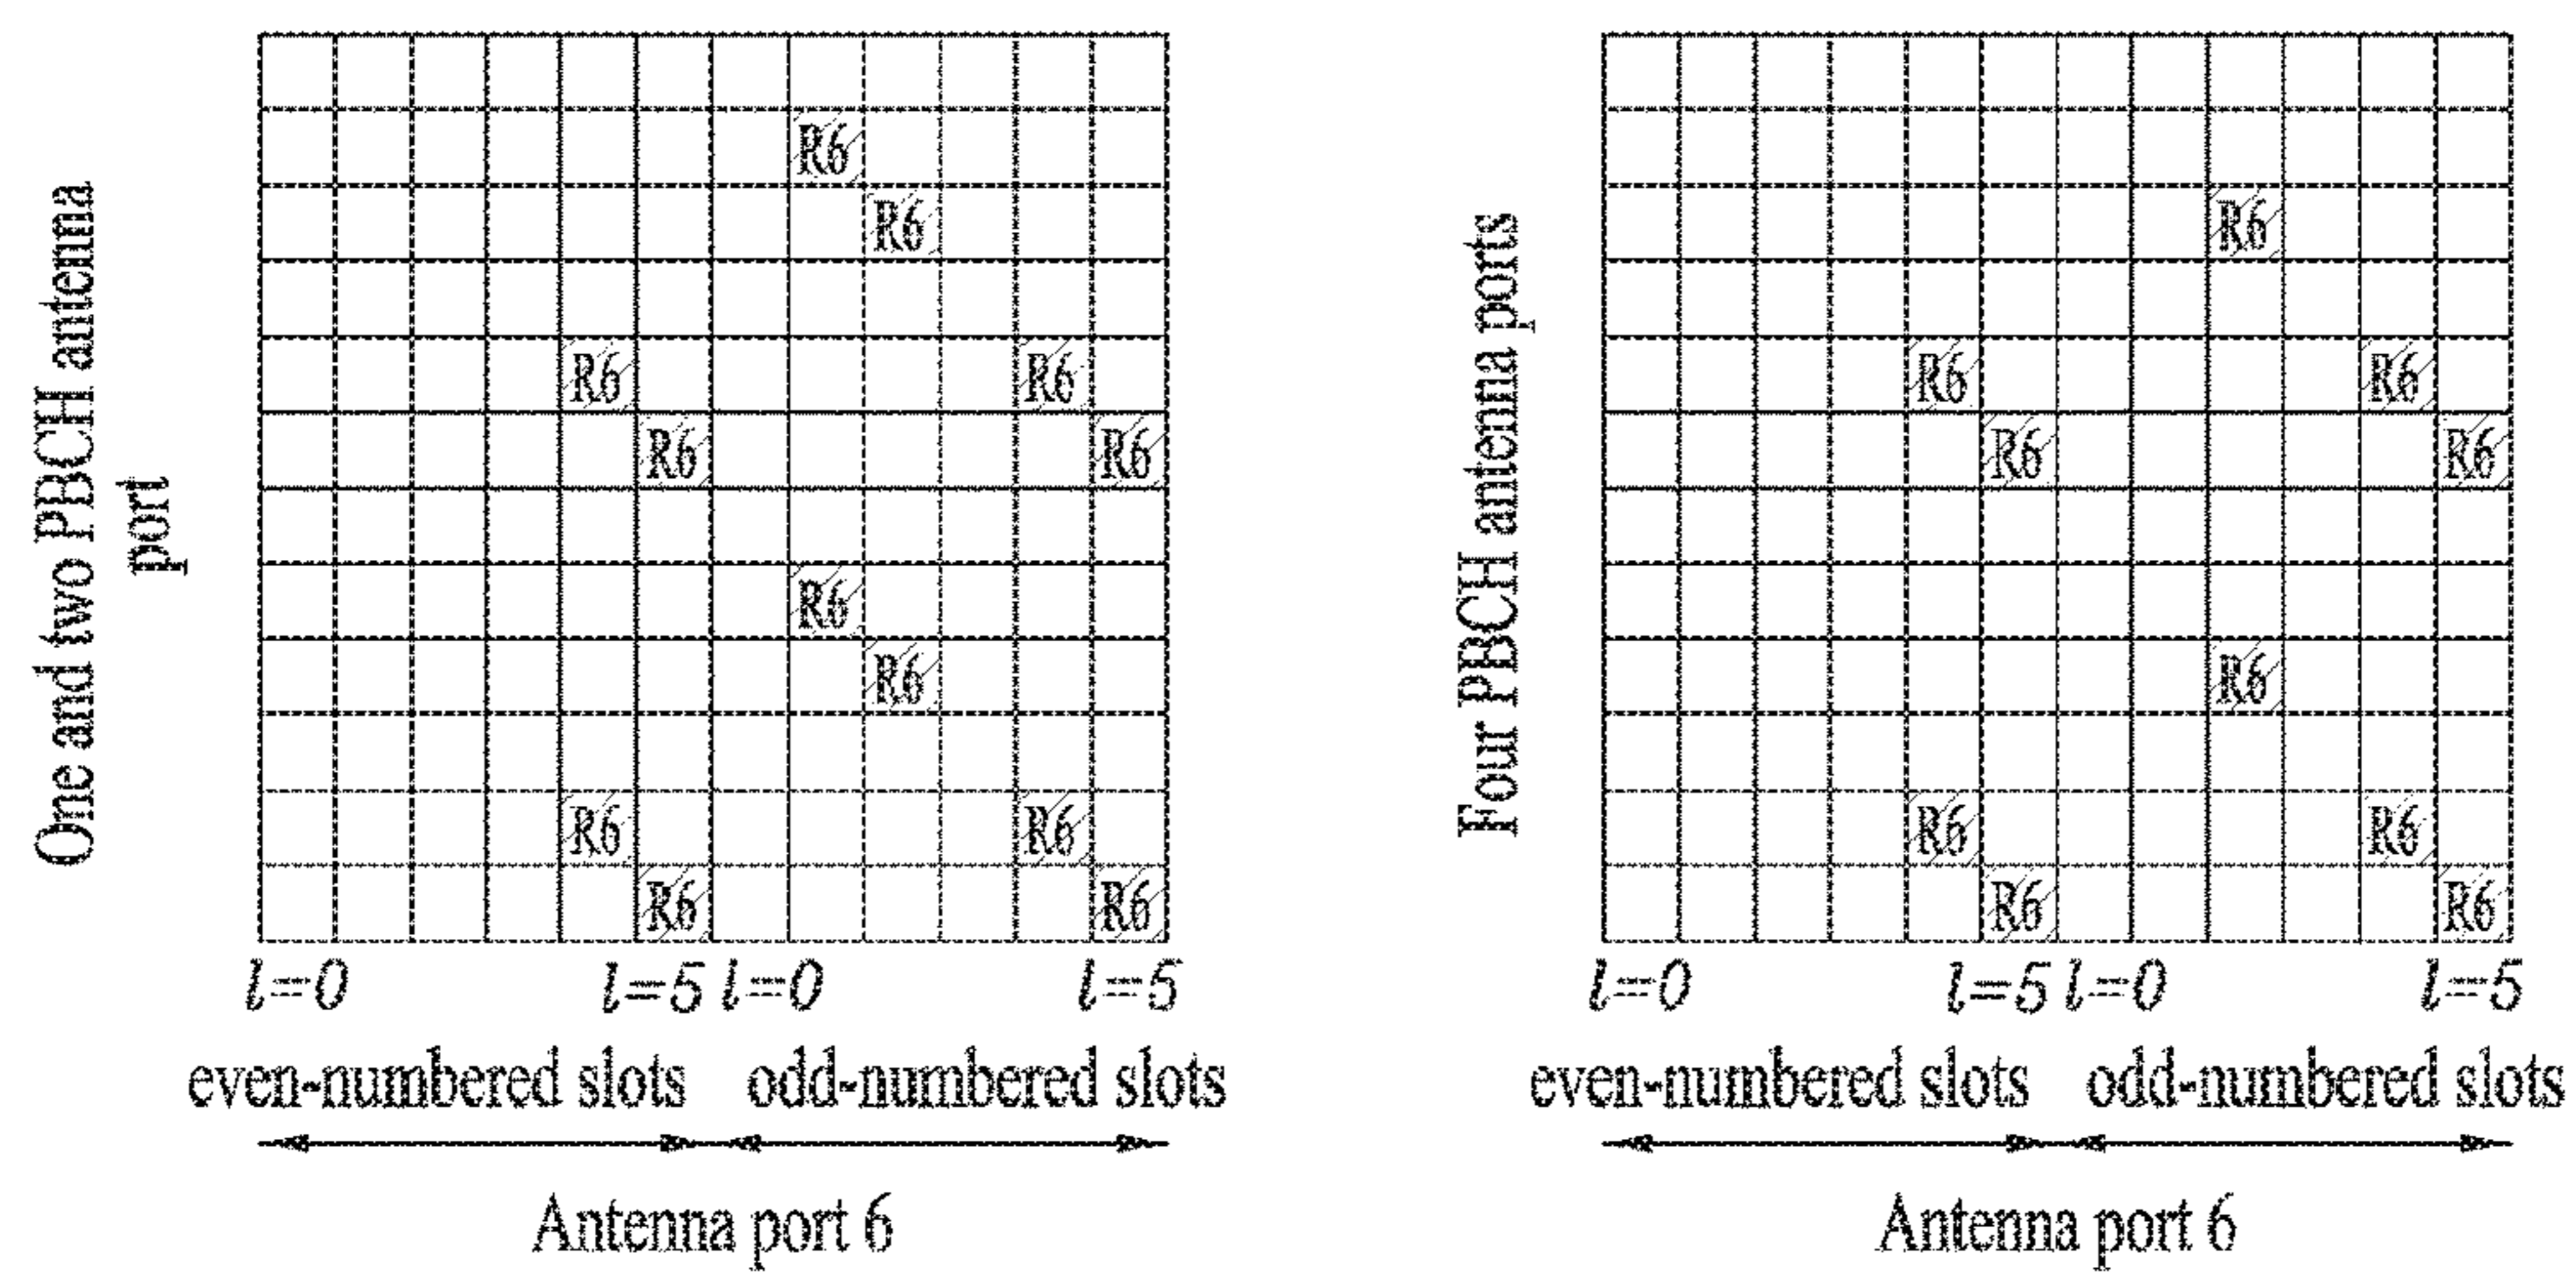 One and two PBCH antenna
port
R6
R6
R6 R6
R6 R6
R6
R6
R6 R6
R6 R6
l=0 l=5 l=0 l=5
even-numbered slots odd-numbered slots
Antenna port 6
Four PBCH antenna ports
R6
R6 R6
R6 R6
R6
R6 R6
R6 R6
l=0 l=5 l=0 l=5
even-numbered slots odd-numbered slots
Antenna port 6